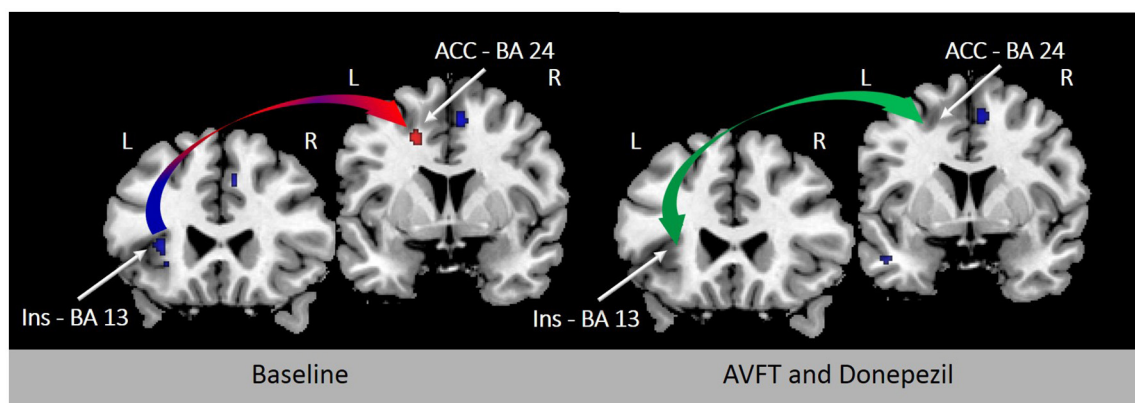 ACC - BA 24
L
R
L
R
Ins - BA 13
Baseline
ACC - BA 24
L
R
L
R
Ins - BA 13
AVFT and Donepezil